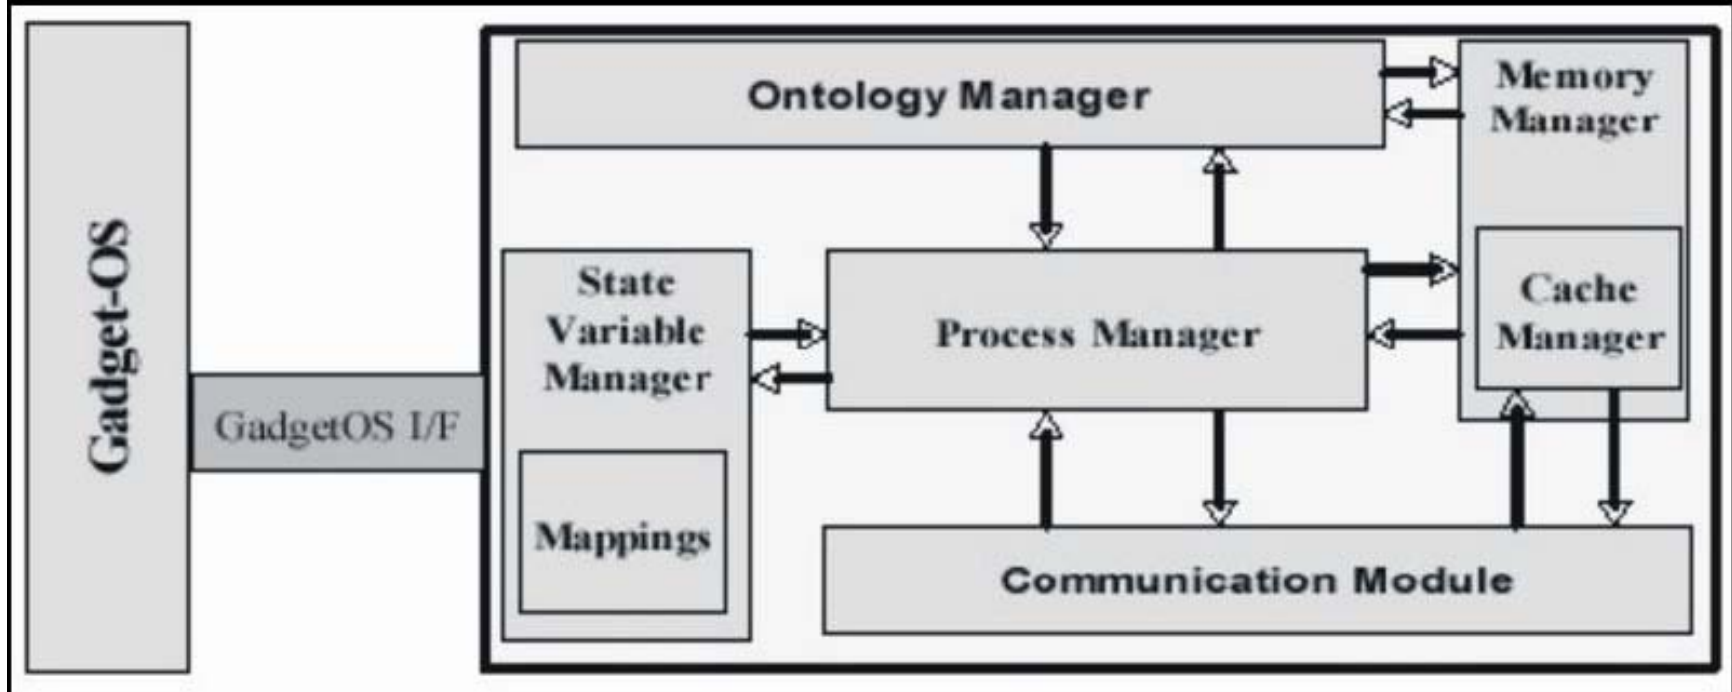 Gadget-OS
GadgetOS I/F
Ontology Manager
Memory
Manager
State
Variable
Manager
Process Manager
Cache
Manager
Mappings
Communication Module